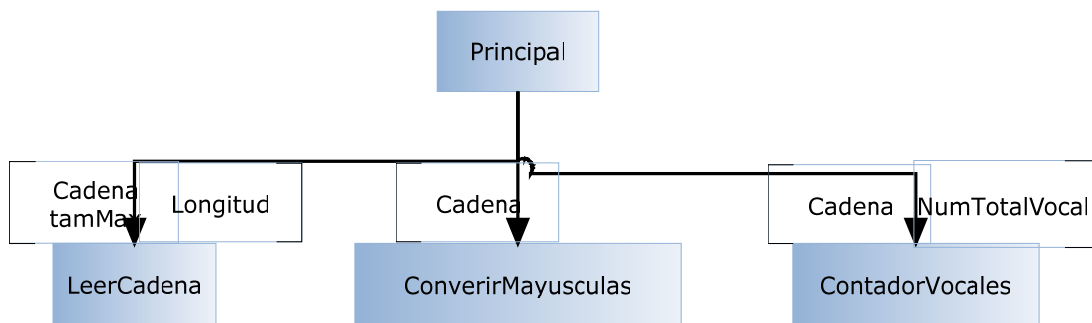 Principal
Cadena
tamMax
Longitud
Cadena
Cadena
NumTotalVocal
LeerCadena
ConverirMayusculas
ContadorVocales